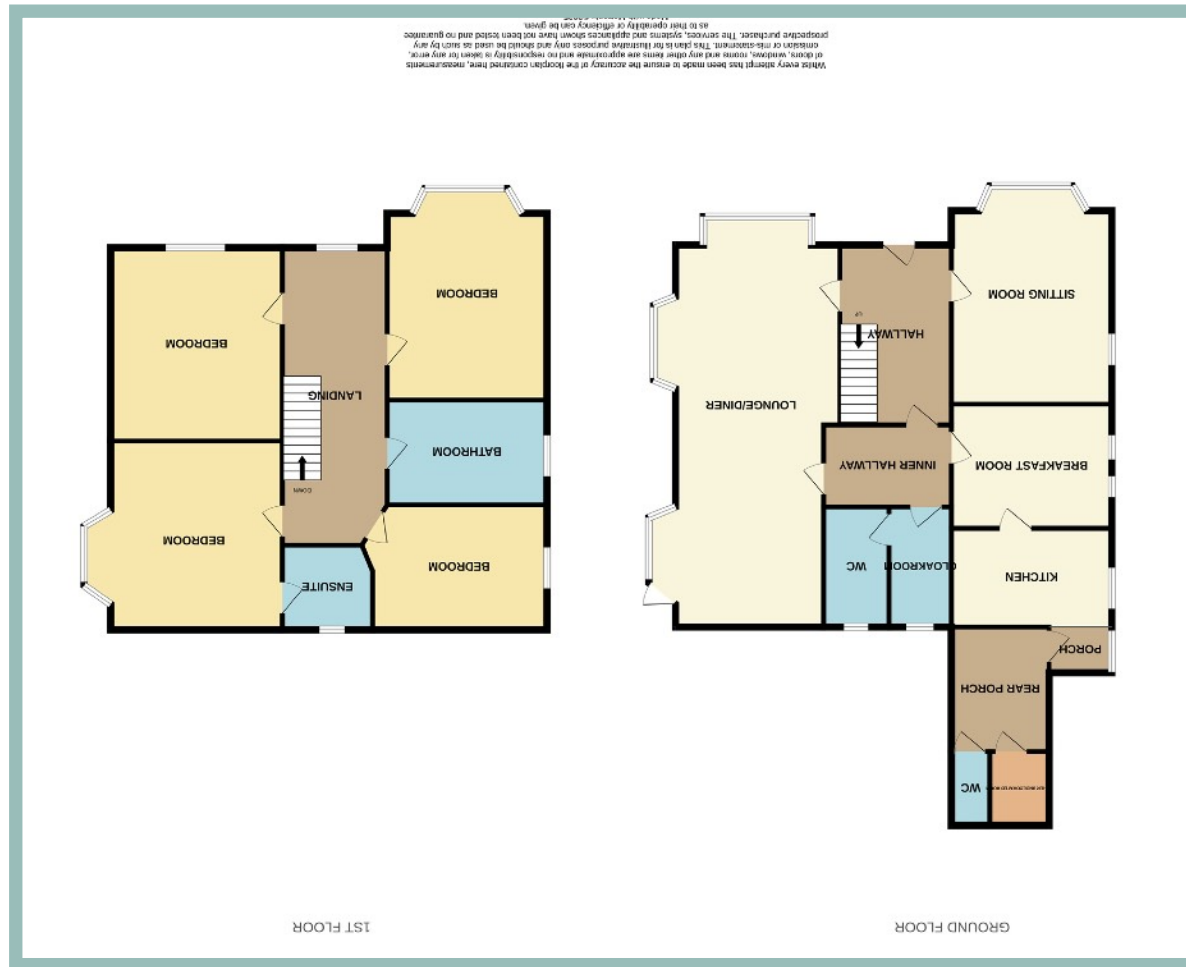 GROUND FLOOR
WC
REAR PORCH
PORCH
KITCHEN
CLOAKROOM
WC
BREAKFAST ROOM
INNER HALLWAY
LOUNGE/DINER
HALLWAY
UP
SITTING ROOM
1ST FLOOR
BEDROOM
ENSUITE
BEDROOM
DOWN
BATHROOM
LANDING
BEDROOM
BEDROOM
Whilst every attempt has been made to ensure the accuracy of the floorplan contained here, measurements
of doors, windows, rooms and any other items are approximate and no responsibility is taken for any error,
omission or mis-statement. This plan is for illustrative purposes only and should be used as such by any
prospective purchaser. The services, systems and appliances shown have not been tested and no guarantee
as to their operability or efficiency can be given.
Made with Metropix